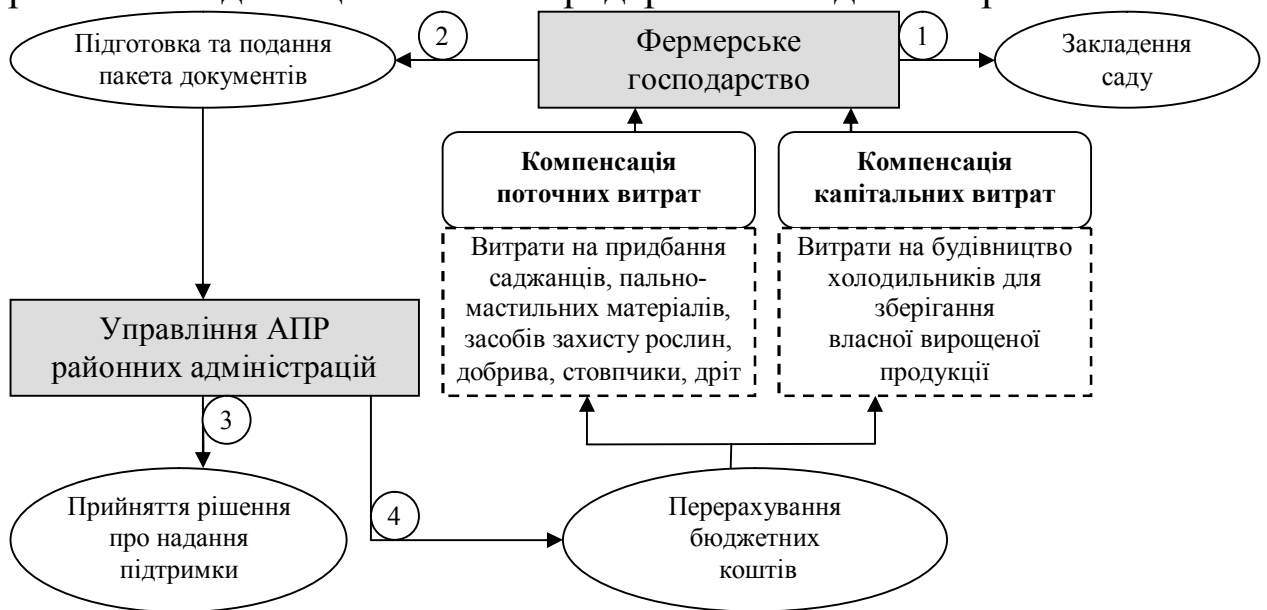 Підготовка та подання
пакета документів
2
Фермерське
господарство
1
Закладення
саду
Компенсація
поточних витрат
Компенсація
капітальних витрат
Витрати на придбання
саджанців, пально-
мастильних матеріалів,
засобів захисту рослин,
добрива, стовпчики, дріт
Витрати на будівництво
холодильників для
зберігання
власної вирощеної
продукції
Управління АПР
районних адміністрацій
3
4
Прийняття рішення
про надання
підтримки
Перерахування
бюджетних
коштів